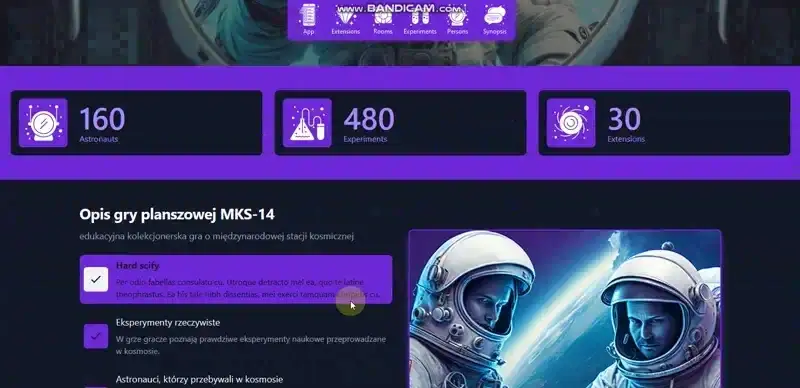 www.BANDICAM.com
App Extensions Rooms Experiments Persons Synopsis
160
Astronauts
480
Experiments
30
Extensions
Opis gry planszowej MKS-14
edukacyjna kolekcjonerska gra o międzynarodowej stacji kosmicznej
Hard scify
Per odio fabellas consulatu cu. Utroque detracto mel ea, quo te latine
theophrastus. Ea his tale nibh dissentias, mei exerci tamquam
Eksperymenty rzeczywiste
W grze gracze poznają prawdziwe eksperymenty naukowe przeprowadzane
w kosmosie.
Astronauci, którzy przebywali w kosmosie